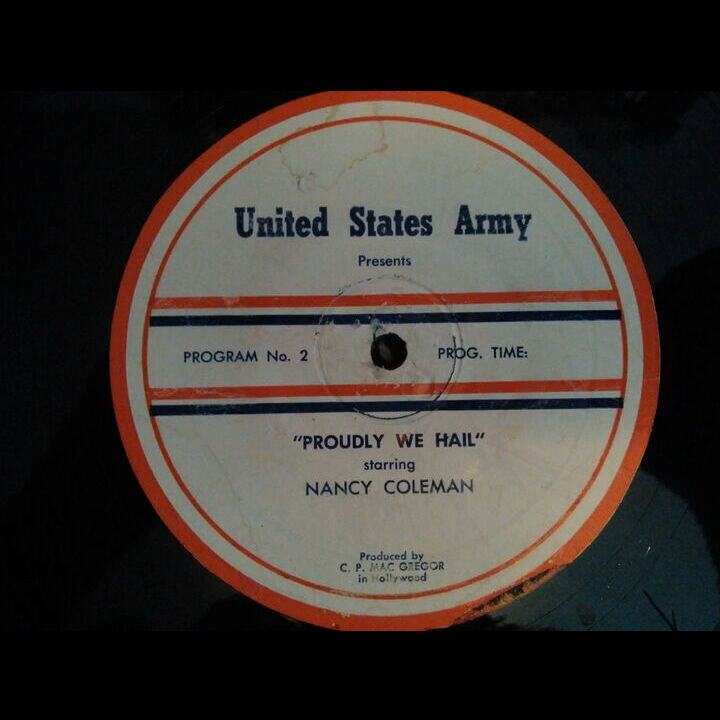 United States Army
Presents
PROGRAM No. 2 PROG. TIME:
"PROUDLY WE HAIL"
starring
NANCY COLEMAN
Produced by
C. P. MAC GREGOR
in Hollywood